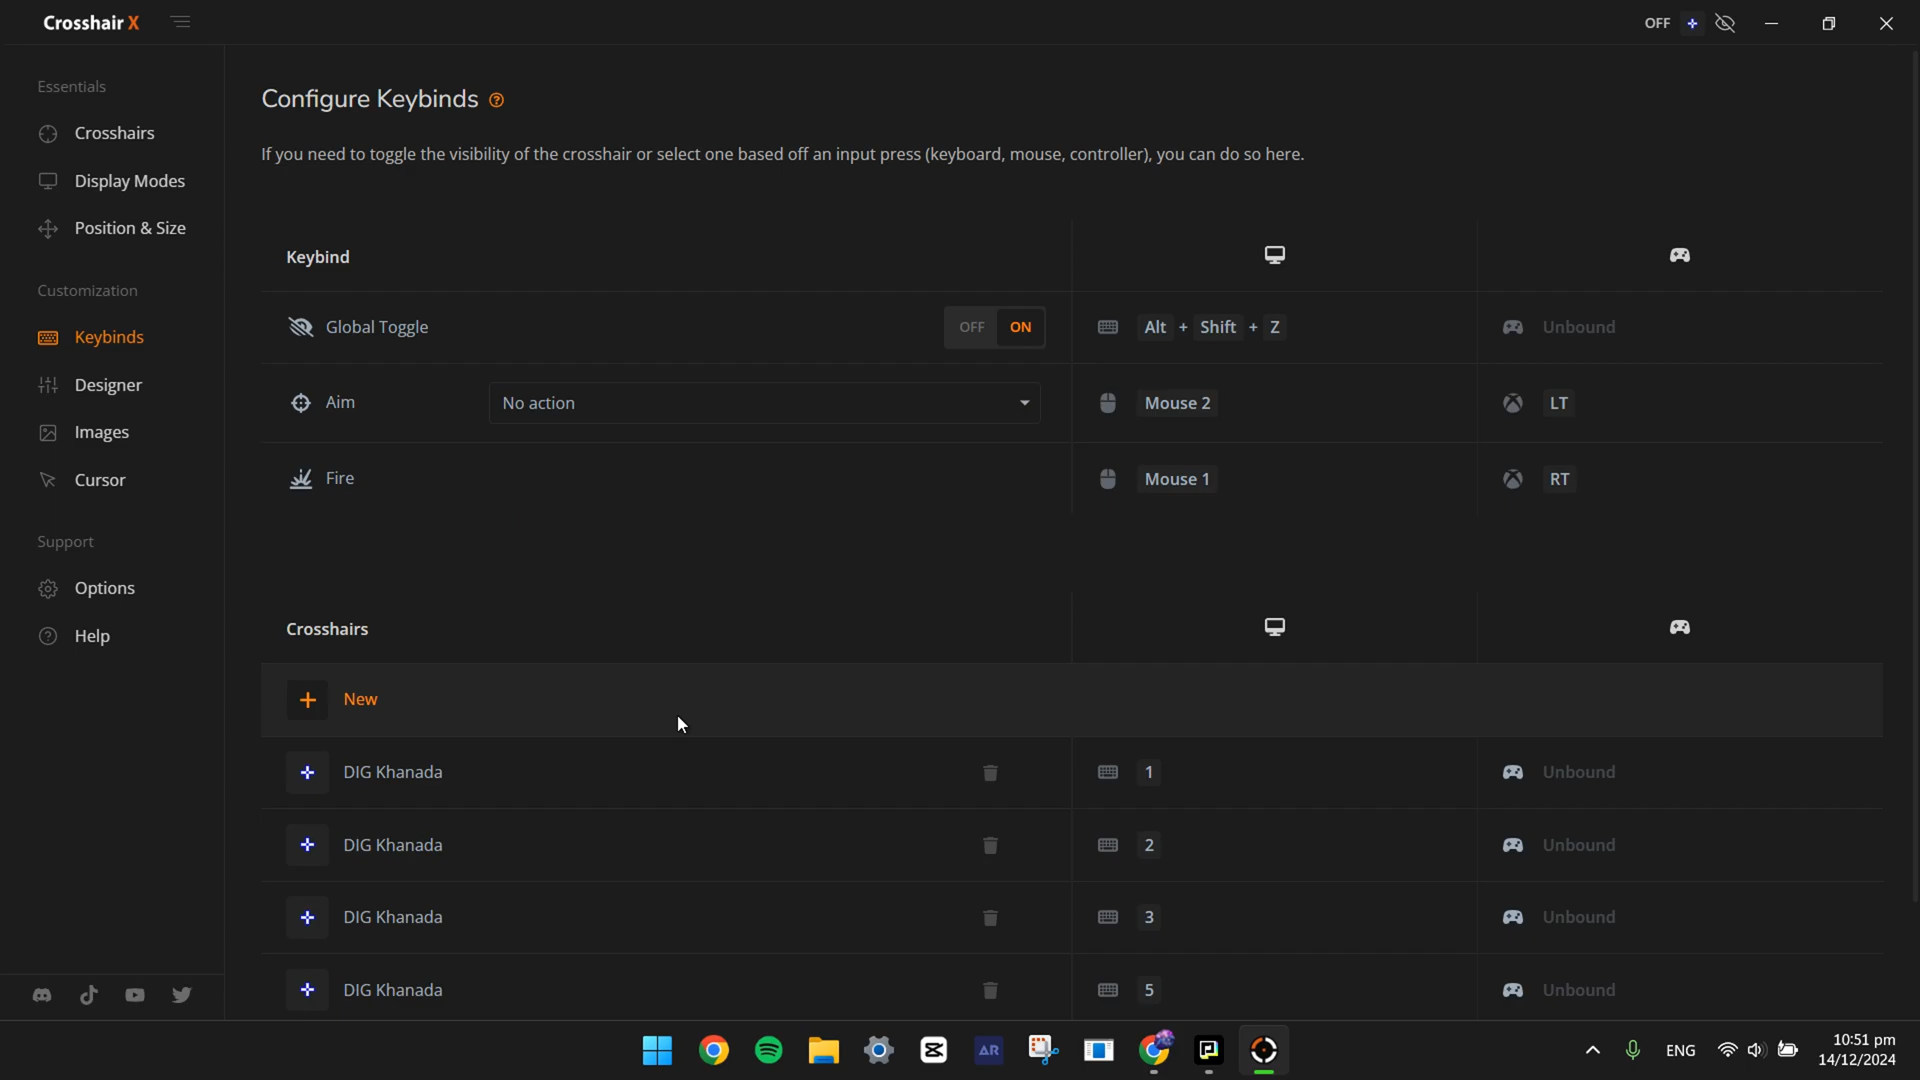 Crosshair X
OFF
Essentials
Crosshairs
Display Modes
Position & Size
Customization
Keybinds
Designer
Images
Cursor
Support
Options
Help
Configure Keybinds
If you need to toggle the visibility of the crosshair or select one based off an input press (keyboard, mouse, controller), you can do so here.
Keybind
Global Toggle OFF ON Alt + Shift + Z Unbound
Aim No action Mouse 2 LT
Fire Mouse 1 RT
Crosshairs
+ New
DIG Khanada 1 Unbound
DIG Khanada 2 Unbound
DIG Khanada 3 Unbound
DIG Khanada 5 Unbound
AR
ENG
10:51 pm
14/12/2024